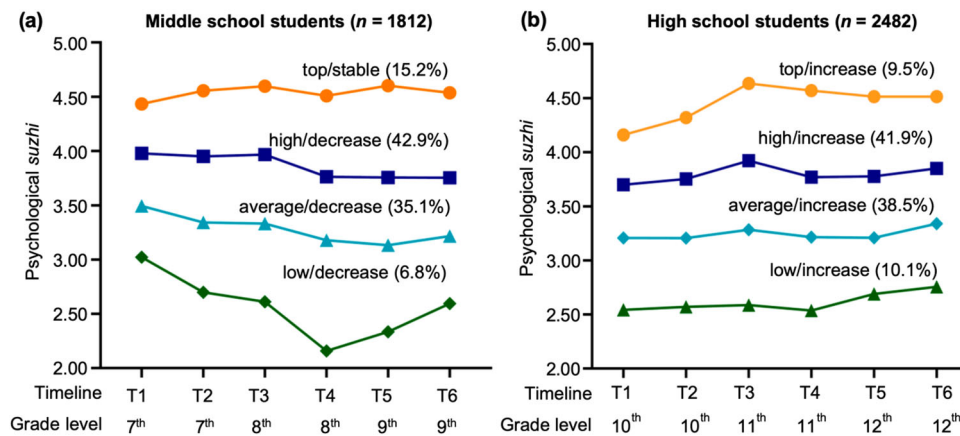 (a) Middle school students (n = 1812)
Psychological suzhi
5.00
4.50
4.00
3.50
3.00
2.50
2.00
top/stable (15.2%)
high/decrease (42.9%)
average/decrease (35.1%)
low/decrease (6.8%)
Timeline T1 T2 T3 T4 T5 T6
Grade level 7th 7th 8th 8th 9th 9th
(b) High school students (n = 2482)
Psychological suzhi
5.00
4.50
4.00
3.50
3.00
2.50
2.00
top/increase (9.5%)
high/increase (41.9%)
average/increase (38.5%)
low/increase (10.1%)
Timeline T1 T2 T3 T4 T5 T6
Grade level 10th 10th 11th 11th 12th 12th